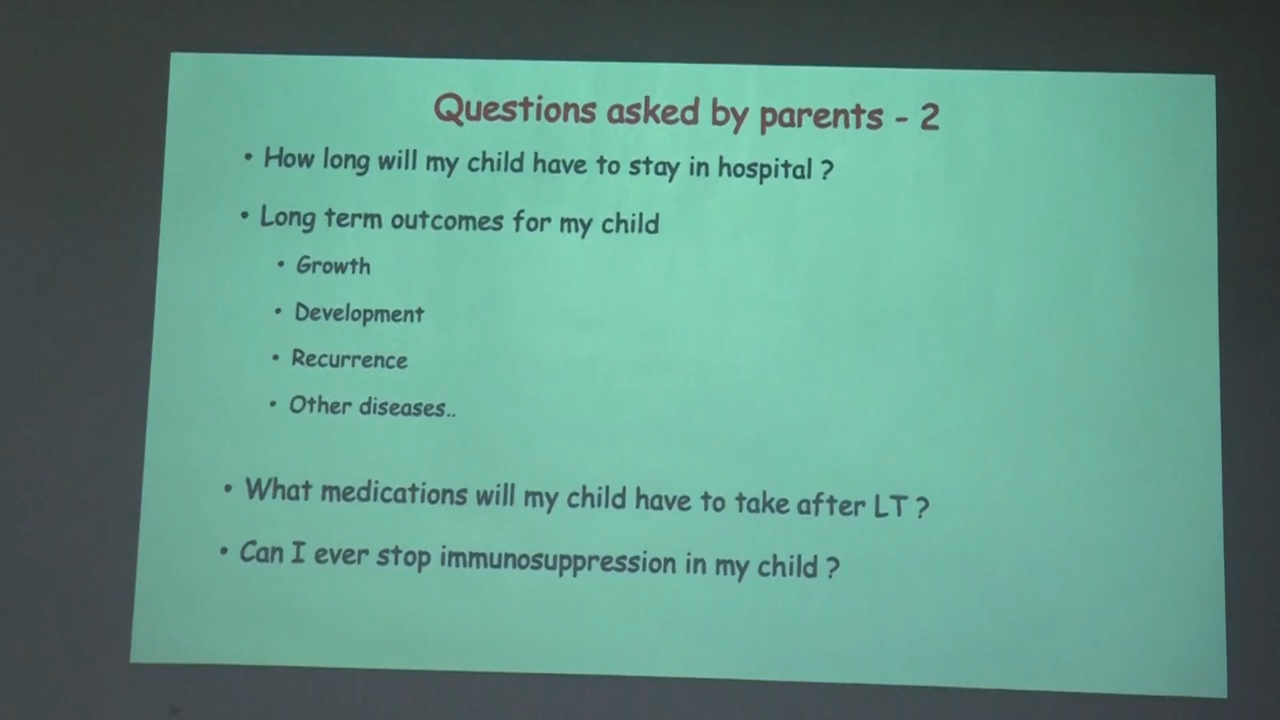 Questions asked by parents - 2
• How long will my child have to stay in hospital ?
• Long term outcomes for my child
• Growth
• Development
• Recurrence
• Other diseases..
• What medications will my child have to take after LT ?
• Can I ever stop immunosuppression in my child ?